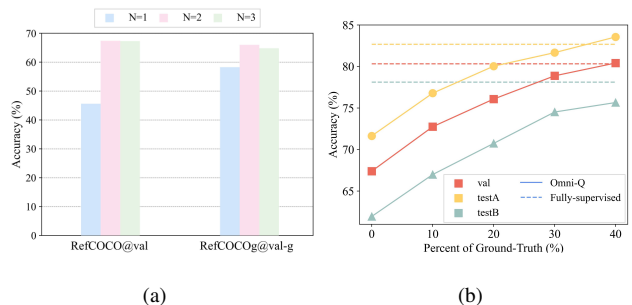 N=1 N=2 N=3
Accuracy (%)
70
60
50
40
30
20
10
0
RefCOCO@val RefCOCOg@val-g
(a)
Accuracy (%)
85
80
75
70
65
val
testA
testB
Omni-Q
Fully-supervised
0 10 20 30 40
Percent of Ground-Truth (%)
(b)